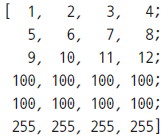 [  1,   2,   3,   4;
   5,   6,   7,   8;
   9,  10,  11,  12;
 100, 100, 100, 100;
 100, 100, 100, 100;
 255, 255, 255, 255]